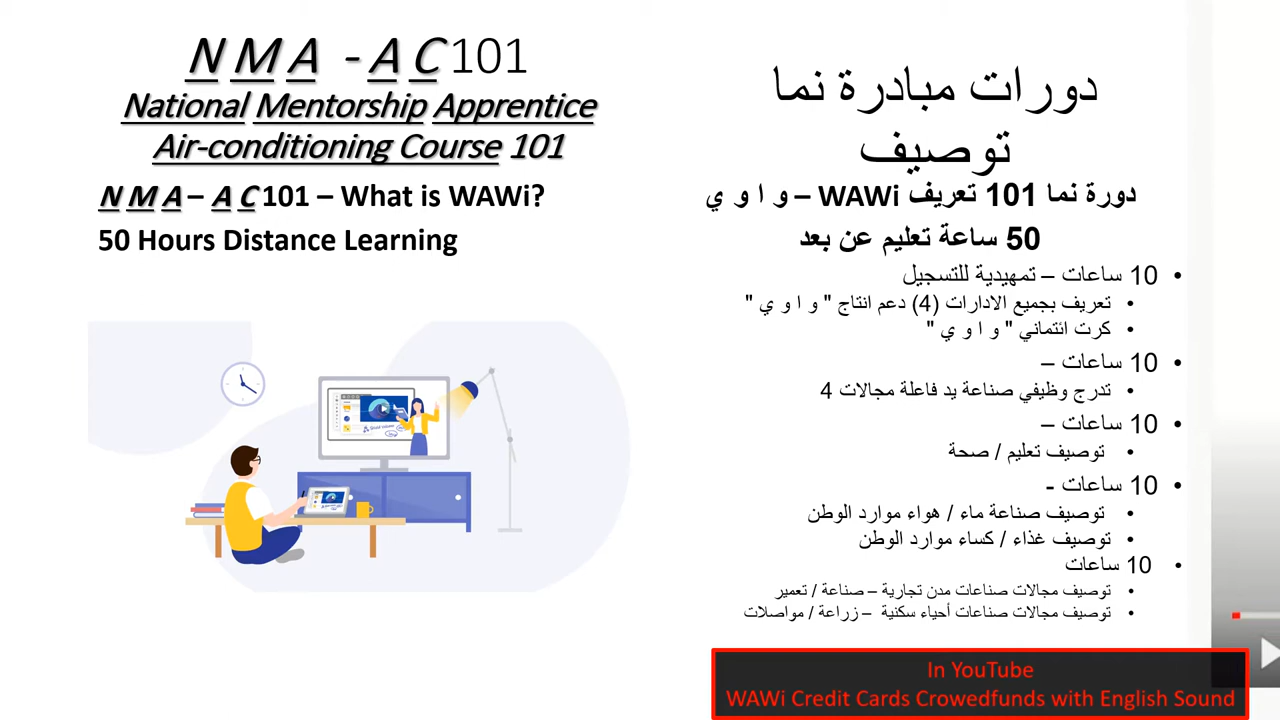 NMA - AC101
National Mentorship Apprentice
Air-conditioning Course 101
NMA – AC101 – What is WAWi?
50 Hours Distance Learning
دورات مبادرة نما
توصيف
دورة نما 101 تعريف WAWi – و ا و ي
50 ساعة تعليم عن بعد
• 10 ساعات – تمهيدية للتسجيل
• تعريف بجميع الادارات (4) دعم انتاج " و ا و ي "
• كرت ائتماني " و ا و ي "
• 10 ساعات –
• تدرج وظيفي صناعة يد فاعلة مجالات 4
• 10 ساعات –
• توصيف تعليم / صحة
• 10 ساعات -
• توصيف صناعة ماء / هواء موارد الوطن
• توصيف غذاء / كساء موارد الوطن
• 10 ساعات
• توصيف مجالات صناعات مدن تجارية – صناعة / تعمير
• توصيف مجالات صناعات أحياء سكنية – زراعة / مواصلات
In YouTube
WAWi Credit Cards Crowedfunds with English Sound